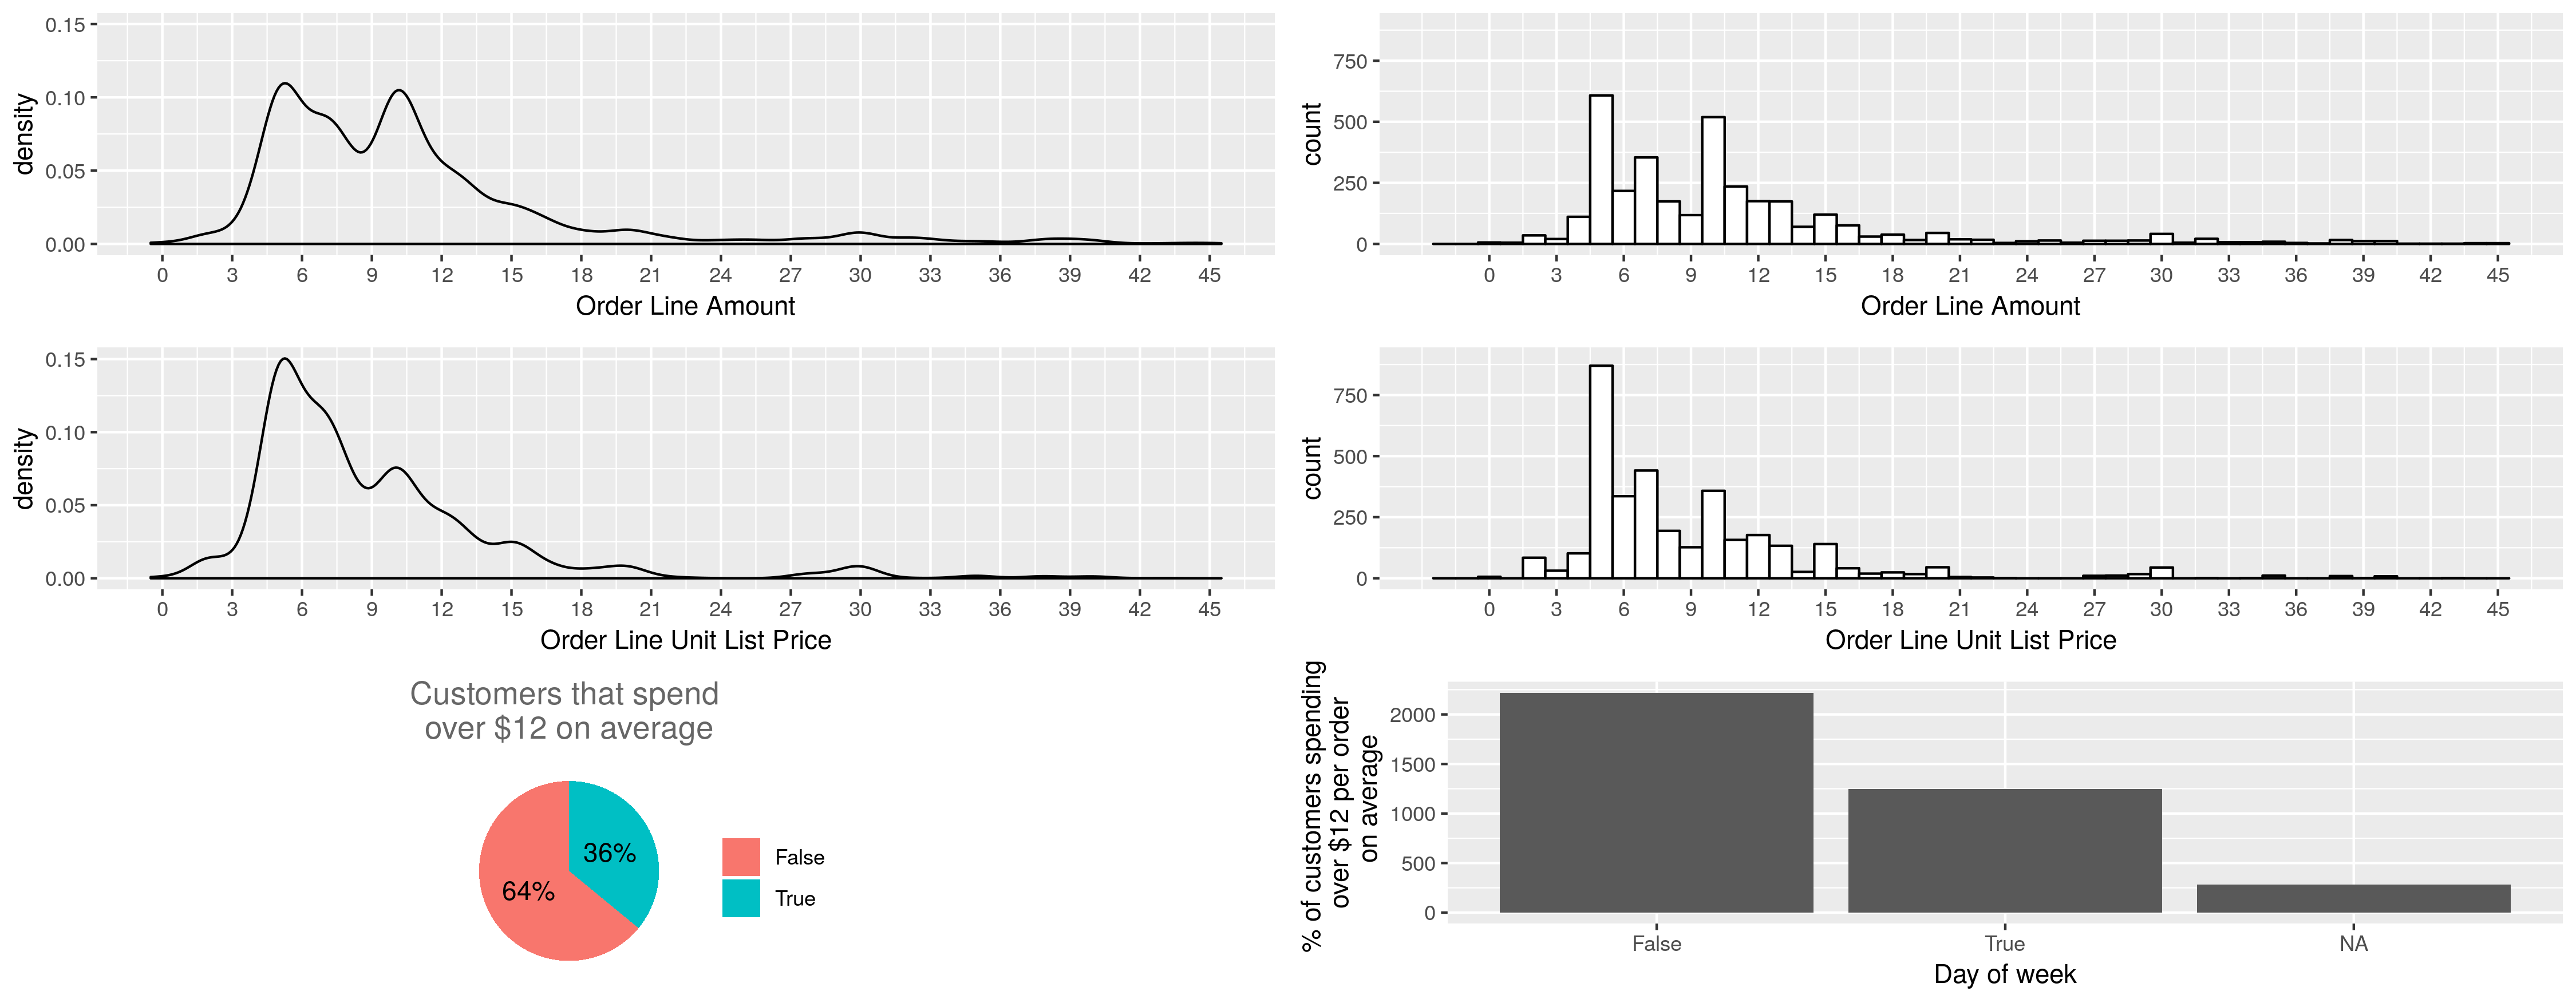 0.15
0.10
0.05
0.00
density
0 3 6 9 12 15 18 21 24 27 30 33 36 39 42 45
Order Line Amount
750
500
250
0
count
0 3 6 9 12 15 18 21 24 27 30 33 36 39 42 45
Order Line Amount
0.15
0.10
0.05
0.00
density
0 3 6 9 12 15 18 21 24 27 30 33 36 39 42 45
Order Line Unit List Price
750
500
250
0
count
0 3 6 9 12 15 18 21 24 27 30 33 36 39 42 45
Order Line Unit List Price
Customers that spend
over $12 on average
36%
64%
False
True
% of customers spending
over $12 per order
on average
2000
1500
1000
500
0
False True NA
Day of week